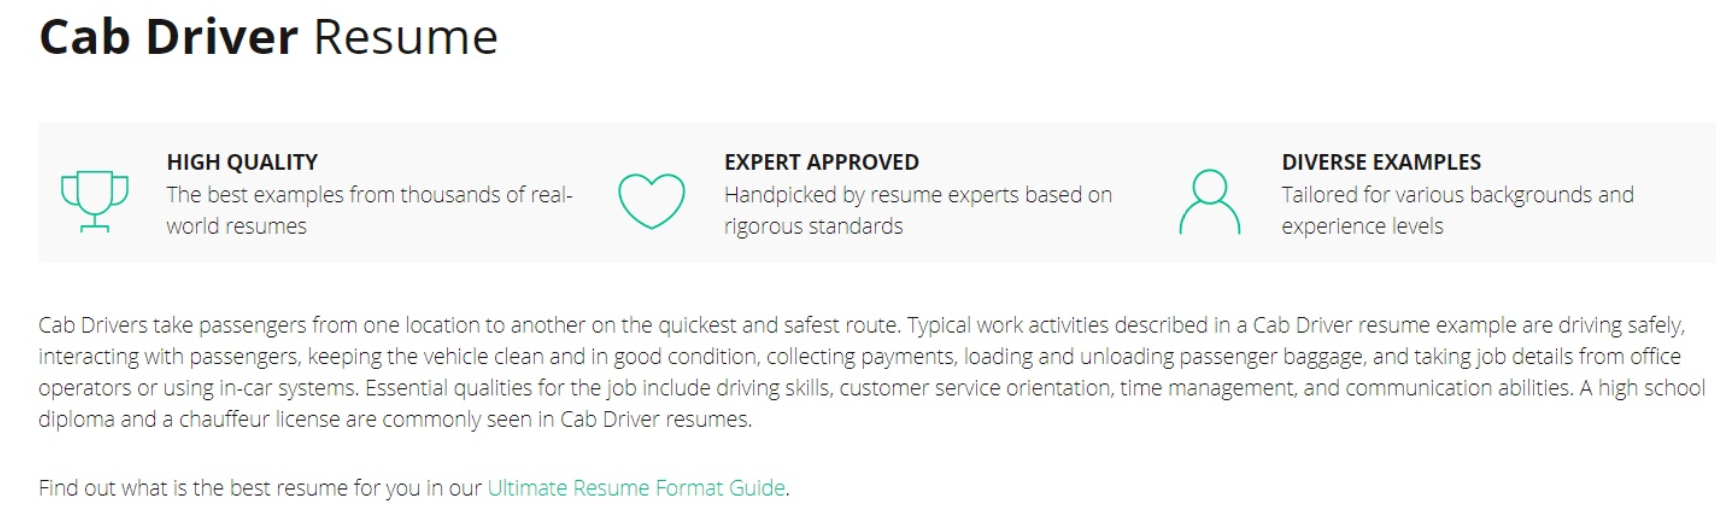 Cab Driver Resume
HIGH QUALITY
The best examples from thousands of real-
world resumes
EXPERT APPROVED
Handpicked by resume experts based on
rigorous standards
DIVERSE EXAMPLES
Tailored for various backgrounds and
experience levels
Cab Drivers take passengers from one location to another on the quickest and safest route. Typical work activities described in a Cab Driver resume example are driving safely,
interacting with passengers, keeping the vehicle clean and in good condition, collecting payments, loading and unloading passenger baggage, and taking job details from office
operators or using in-car systems. Essential qualities for the job include driving skills, customer service orientation, time management, and communication abilities. A high school
diploma and a chauffeur license are commonly seen in Cab Driver resumes.
Find out what is the best resume for you in our Ultimate Resume Format Guide.